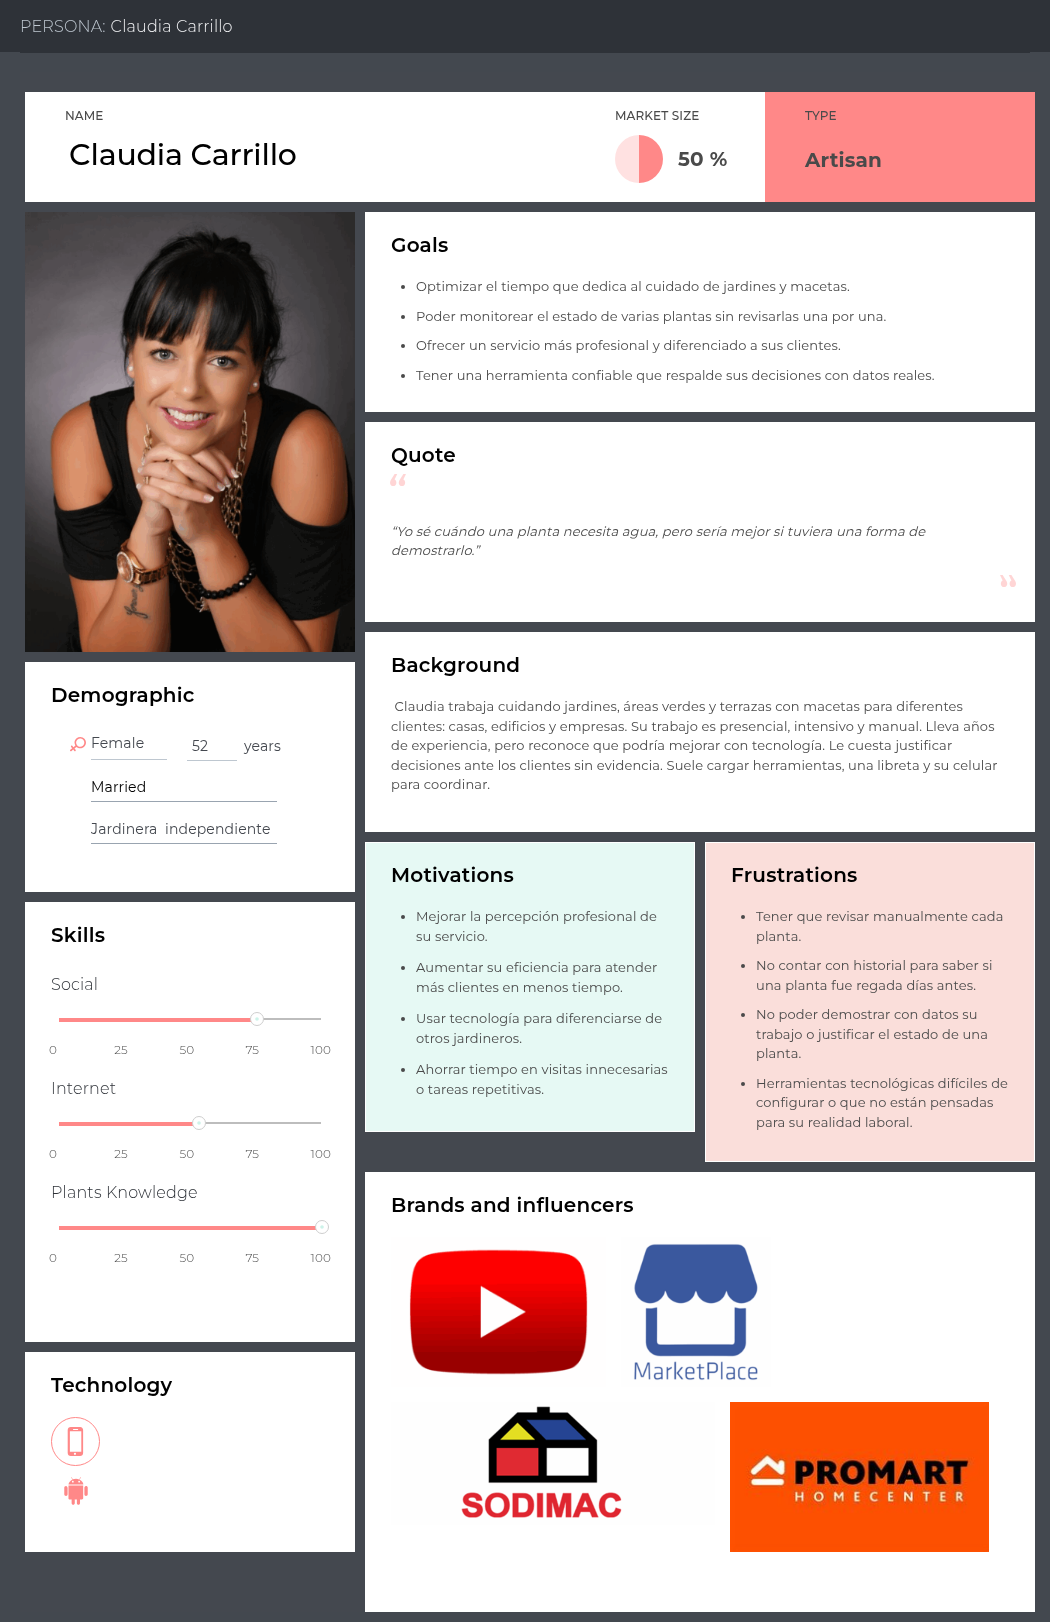 PERSONA: Claudia Carrillo
NAME
Claudia Carrillo
MARKET SIZE
50 %
TYPE
Artisan
Goals
Optimizar el tiempo que dedica al cuidado de jardines y macetas.
Poder monitorear el estado de varias plantas sin revisarlas una por una.
Ofrecer un servicio más profesional y diferenciado a sus clientes.
Tener una herramienta confiable que respalde sus decisiones con datos reales.
Quote
“
“Yo sé cuándo una planta necesita agua, pero sería mejor si tuviera una forma de
demostrarlo.”
”
Background
Claudia trabaja cuidando jardines, áreas verdes y terrazas con macetas para diferentes
clientes: casas, edificios y empresas. Su trabajo es presencial, intensivo y manual. Lleva años
de experiencia, pero reconoce que podría mejorar con tecnología. Le cuesta justificar
decisiones ante los clientes sin evidencia. Suele cargar herramientas, una libreta y su celular
para coordinar.
Demographic
Female 52 years
Married
Jardinera independiente
Skills
Social
0 25 50 75 100
Internet
0 25 50 75 100
Plants Knowledge
0 25 50 75 100
Technology
Motivations
Mejorar la percepción profesional de
su servicio.
Aumentar su eficiencia para atender
más clientes en menos tiempo.
Usar tecnología para diferenciarse de
otros jardineros.
Ahorrar tiempo en visitas innecesarias
o tareas repetitivas.
Frustrations
Tener que revisar manualmente cada
planta.
No contar con historial para saber si
una planta fue regada días antes.
No poder demostrar con datos su
trabajo o justificar el estado de una
planta.
Herramientas tecnológicas difíciles de
configurar o que no están pensadas
para su realidad laboral.
Brands and influencers
MarketPlace
SODIMAC
PROMART
HOMECENTER